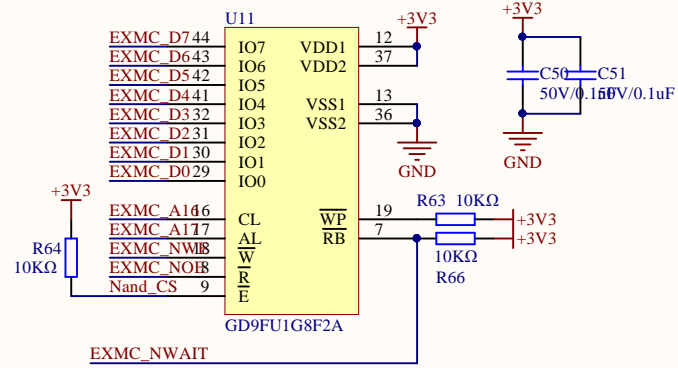 U11
+3V3
+3V3
EXMC_D7 44 IO7 VDD1 12
EXMC_D6 43 IO6 VDD2 37
EXMC_D5 42 IO5
EXMC_D4 41 IO4 VSS1 13
EXMC_D3 32 IO3 VSS2 36
EXMC_D2 31 IO2
EXMC_D1 30 IO1
EXMC_D0 29 IO0
C50 C51
50V/0.1uF 50V/0.1uF
GND
GND
+3V3
EXMC_A16 16 CL WP 19 R63 10KΩ +3V3
EXMC_A17 17 AL RB 7 +3V3
R64
10KΩ
EXMC_NWE 18 W
10KΩ
R66
EXMC_NOE 8 R
Nand_CS 9 E
GD9FU1G8F2A
EXMC_NWAIT